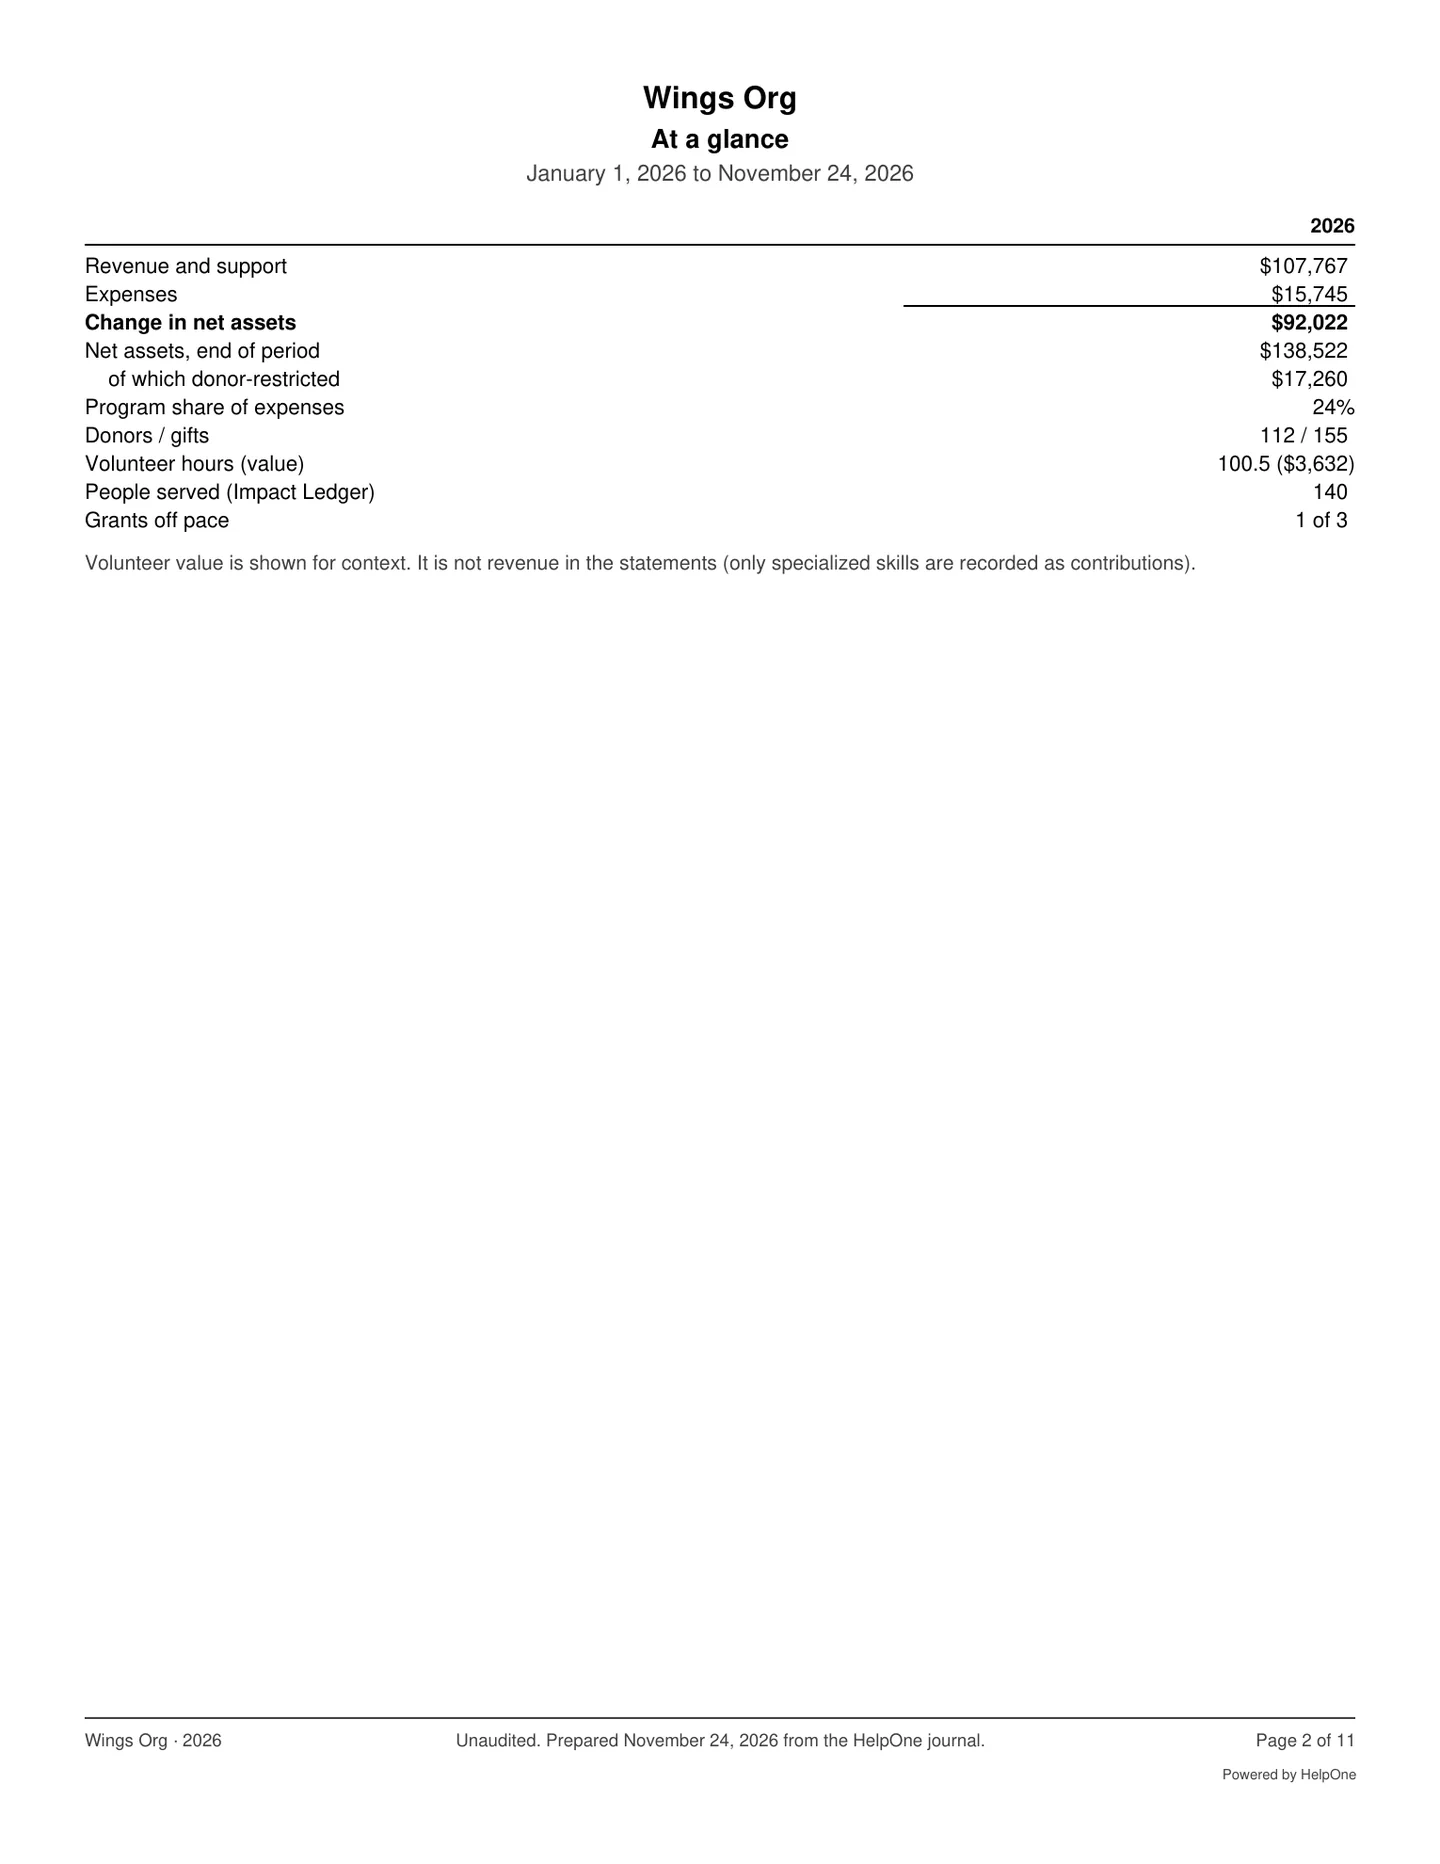 Wings Org
At a glance
January 1, 2026 to November 24, 2026
2026
Revenue and support $107,767
Expenses $15,745
Change in net assets $92,022
Net assets, end of period $138,522
of which donor-restricted $17,260
Program share of expenses 24%
Donors / gifts 112 / 155
Volunteer hours (value) 100.5 ($3,632)
People served (Impact Ledger) 140
Grants off pace 1 of 3
Volunteer value is shown for context. It is not revenue in the statements (only specialized skills are recorded as contributions).
Wings Org · 2026 Unaudited. Prepared November 24, 2026 from the HelpOne journal. Page 2 of 11
Powered by HelpOne